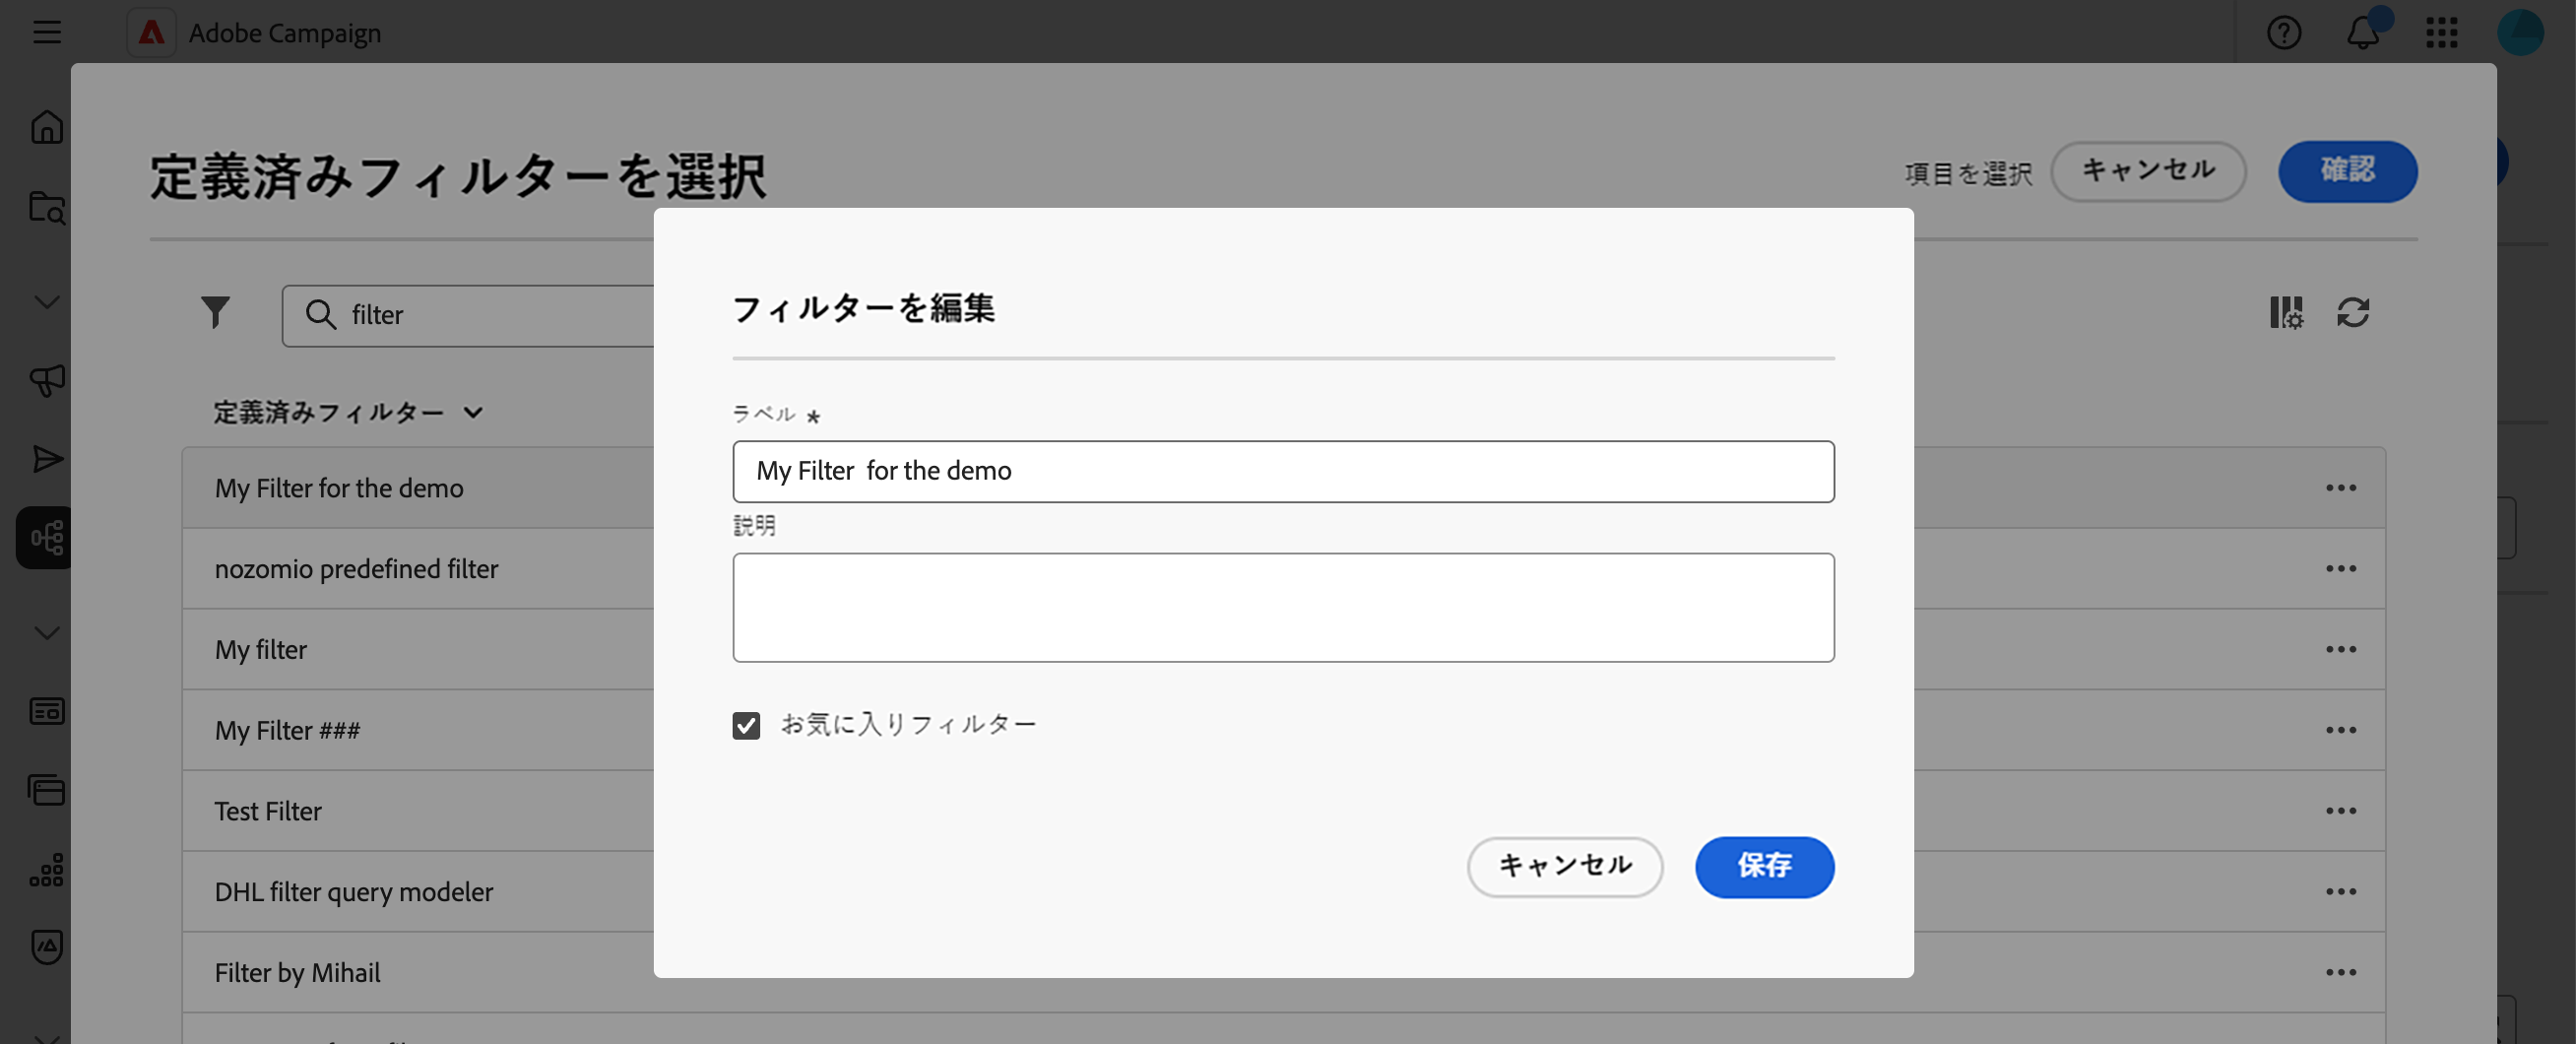 Adobe Campaign
定義済みフィルターを選択
項目を選択
キャンセル
確認
filter
定義済みフィルター
My Filter for the demo
nozomio predefined filter
My filter
My Filter ###
Test Filter
DHL filter query modeler
Filter by Mihail
フィルターを編集
ラベル *
My Filter  for the demo
説明
お気に入りフィルター
キャンセル
保存